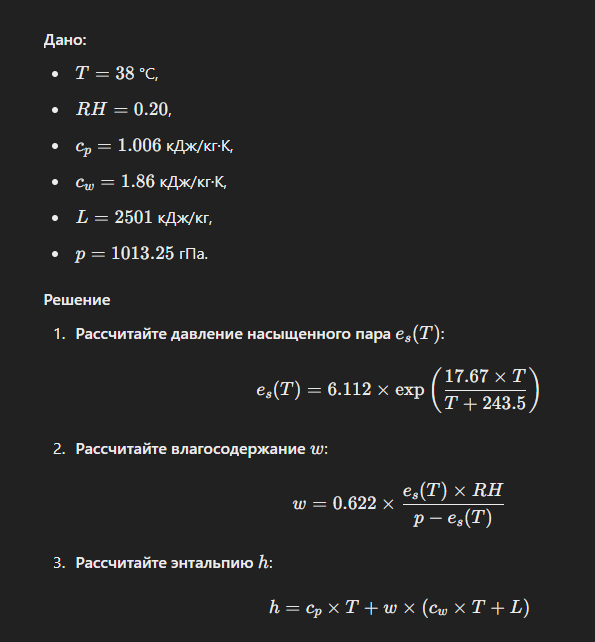 Дано:
• T = 38 °C,
• RH = 0.20,
• c_p = 1.006 кДж/кг·К,
• c_w = 1.86 кДж/кг·К,
• L = 2501 кДж/кг,
• p = 1013.25 гПа.
Решение
1. Рассчитайте давление насыщенного пара e_s(T):
e_s(T) = 6.112 × exp( (17.67 × T) / (T + 243.5) )
2. Рассчитайте влагосодержание w:
w = 0.622 × (e_s(T) × RH) / (p − e_s(T))
3. Рассчитайте энтальпию h:
h = c_p × T + w × (c_w × T + L)